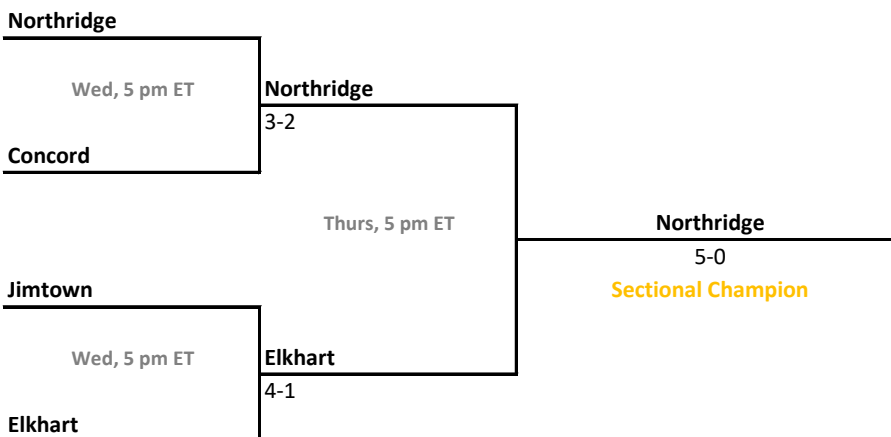 Northridge
Wed, 5 pm ET
Northridge
3-2
Concord
Thurs, 5 pm ET
Northridge
5-0
Sectional Champion
Jimtown
Wed, 5 pm ET
Elkhart
4-1
Elkhart